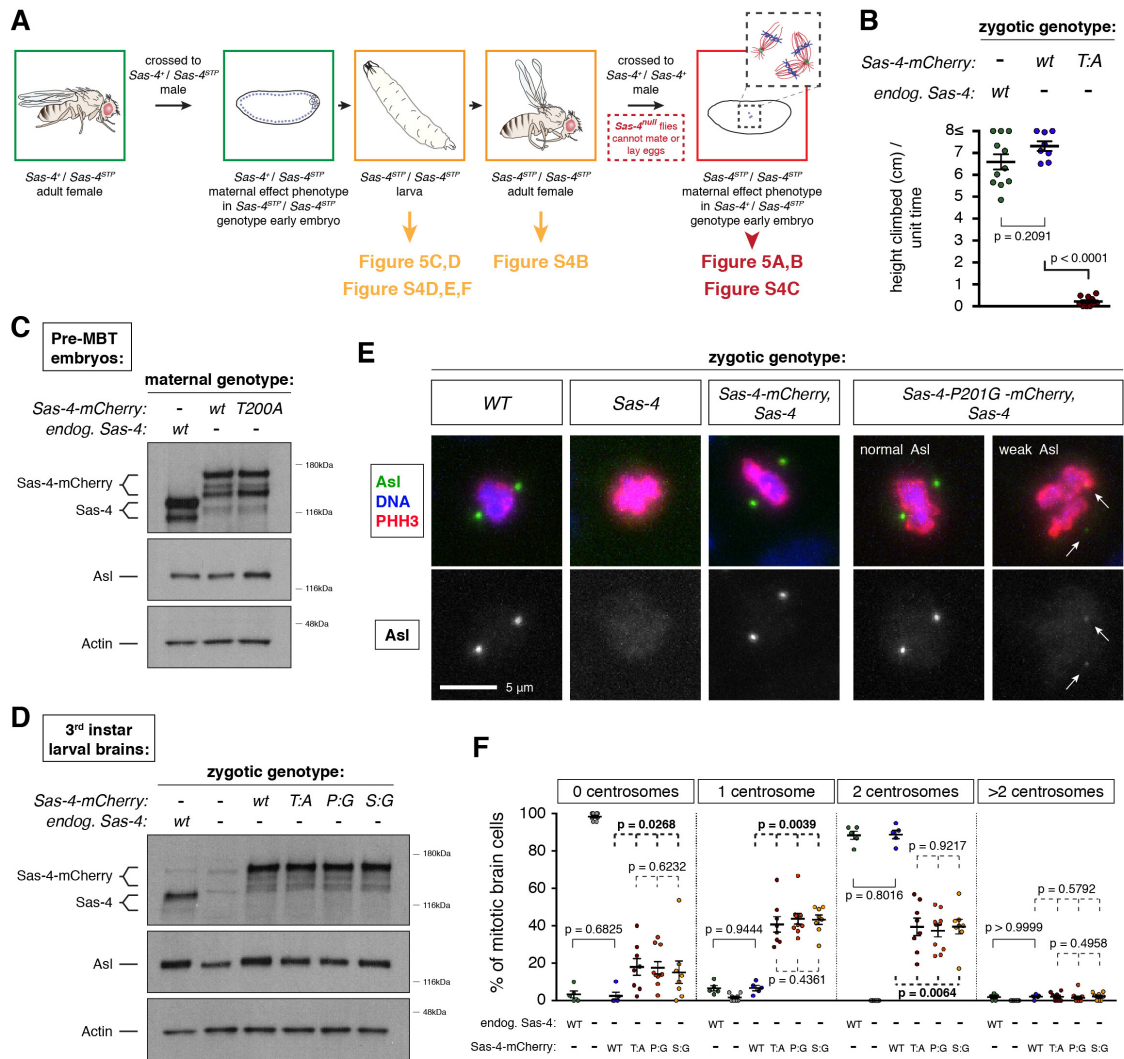 A
crossed to
Sas-4+ / Sas-4STP
male
crossed to
Sas-4+ / Sas-4+
male
Sas-4null flies
cannot mate or
lay eggs
Sas-4+ / Sas-4STP
adult female
Sas-4+ / Sas-4STP
maternal effect phenotype
in Sas-4STP / Sas-4STP
genotype early embryo
Sas-4STP / Sas-4STP
larva
Sas-4STP / Sas-4STP
adult female
Sas-4STP / Sas-4STP
maternal effect phenotype
in Sas-4+ / Sas-4STP
genotype early embryo
Figure 5C,D
Figure S4D,E,F
Figure S4B
Figure 5A,B
Figure S4C
B
zygotic genotype:
Sas-4-mCherry: - wt T:A
endog. Sas-4: wt - -
height climbed (cm) /
unit time
8≤
7
6
5
4
3
2
1
0
p = 0.2091
p < 0.0001
C
Pre-MBT
embryos:
maternal genotype:
Sas-4-mCherry: - wt T200A
endog. Sas-4: wt - -
Sas-4-mCherry
Sas-4
180kDa
116kDa
Asl
116kDa
48kDa
Actin
D
3rd instar
larval brains:
zygotic genotype:
Sas-4-mCherry: - - wt T:A P:G S:G
endog. Sas-4: wt - - - - -
Sas-4-mCherry
Sas-4
180kDa
116kDa
Asl
116kDa
48kDa
Actin
E
zygotic genotype:
WT
Sas-4
Sas-4-mCherry,
Sas-4
Sas-4-P201G -mCherry,
Sas-4
Asl
DNA
PHH3
normal Asl
weak Asl
Asl
5 µm
F
0 centrosomes
1 centrosome
2 centrosomes
>2 centrosomes
% of mitotic brain cells
100
80
60
40
20
0
p = 0.0268
p = 0.6232
p = 0.6825
p = 0.0039
p = 0.9444
p = 0.4361
p = 0.9217
p = 0.8016
p = 0.0064
p = 0.5792
p > 0.9999
p = 0.4958
endog. Sas-4: WT - - - - - WT - - - - - WT - - - - - WT - - - - -
Sas-4-mCherry: - - WT T:A P:G S:G - - WT T:A P:G S:G - - WT T:A P:G S:G - - WT T:A P:G S:G